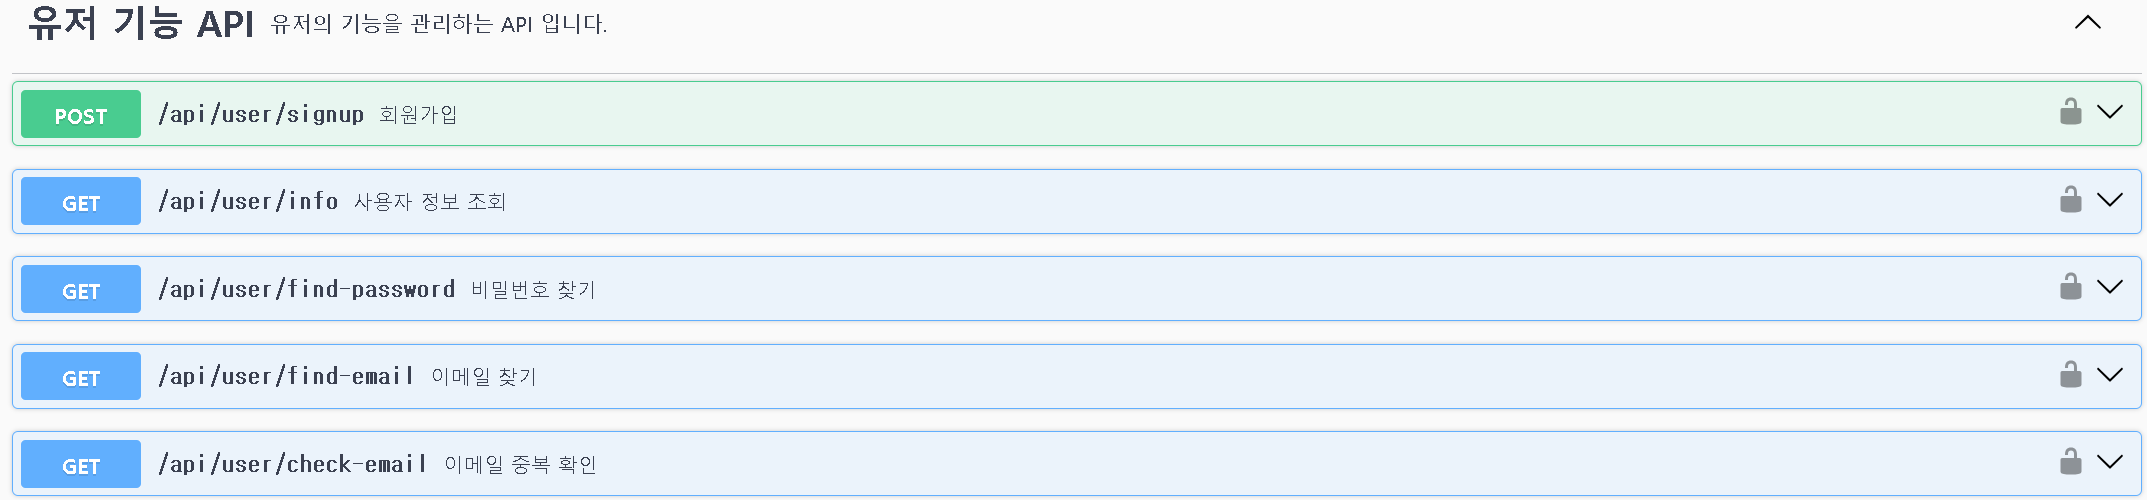 유저 기능 API 유저의 기능을 관리하는 API 입니다.
POST /api/user/signup 회원가입
GET /api/user/info 사용자 정보 조회
GET /api/user/find-password 비밀번호 찾기
GET /api/user/find-email 이메일 찾기
GET /api/user/check-email 이메일 중복 확인